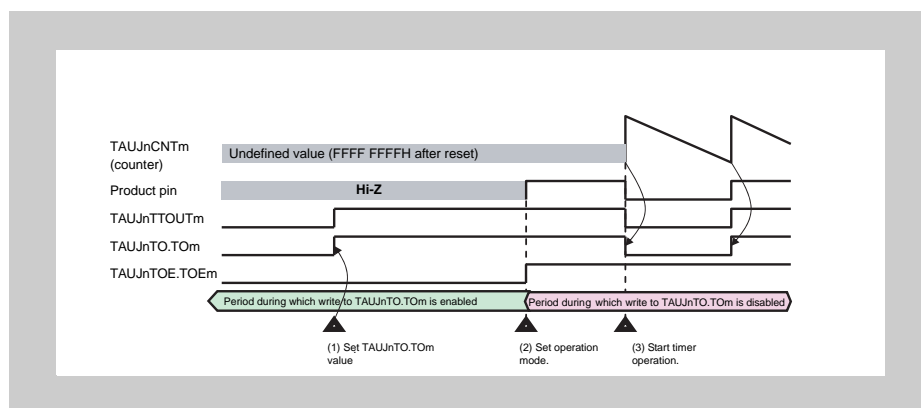 TAUJnCNTm
(counter)
Undefined value (FFFF FFFFH after reset)
Product pin
Hi-Z
TAUJnTTOUTm
TAUJnTO.TOm
TAUJnTOE.TOEm
Period during which write to TAUJnTO.TOm is enabled
Period during which write to TAUJnTO.TOm is disabled
(1) Set TAUJnTO.TOm
value
(2) Set operation
mode.
(3) Start timer
operation.